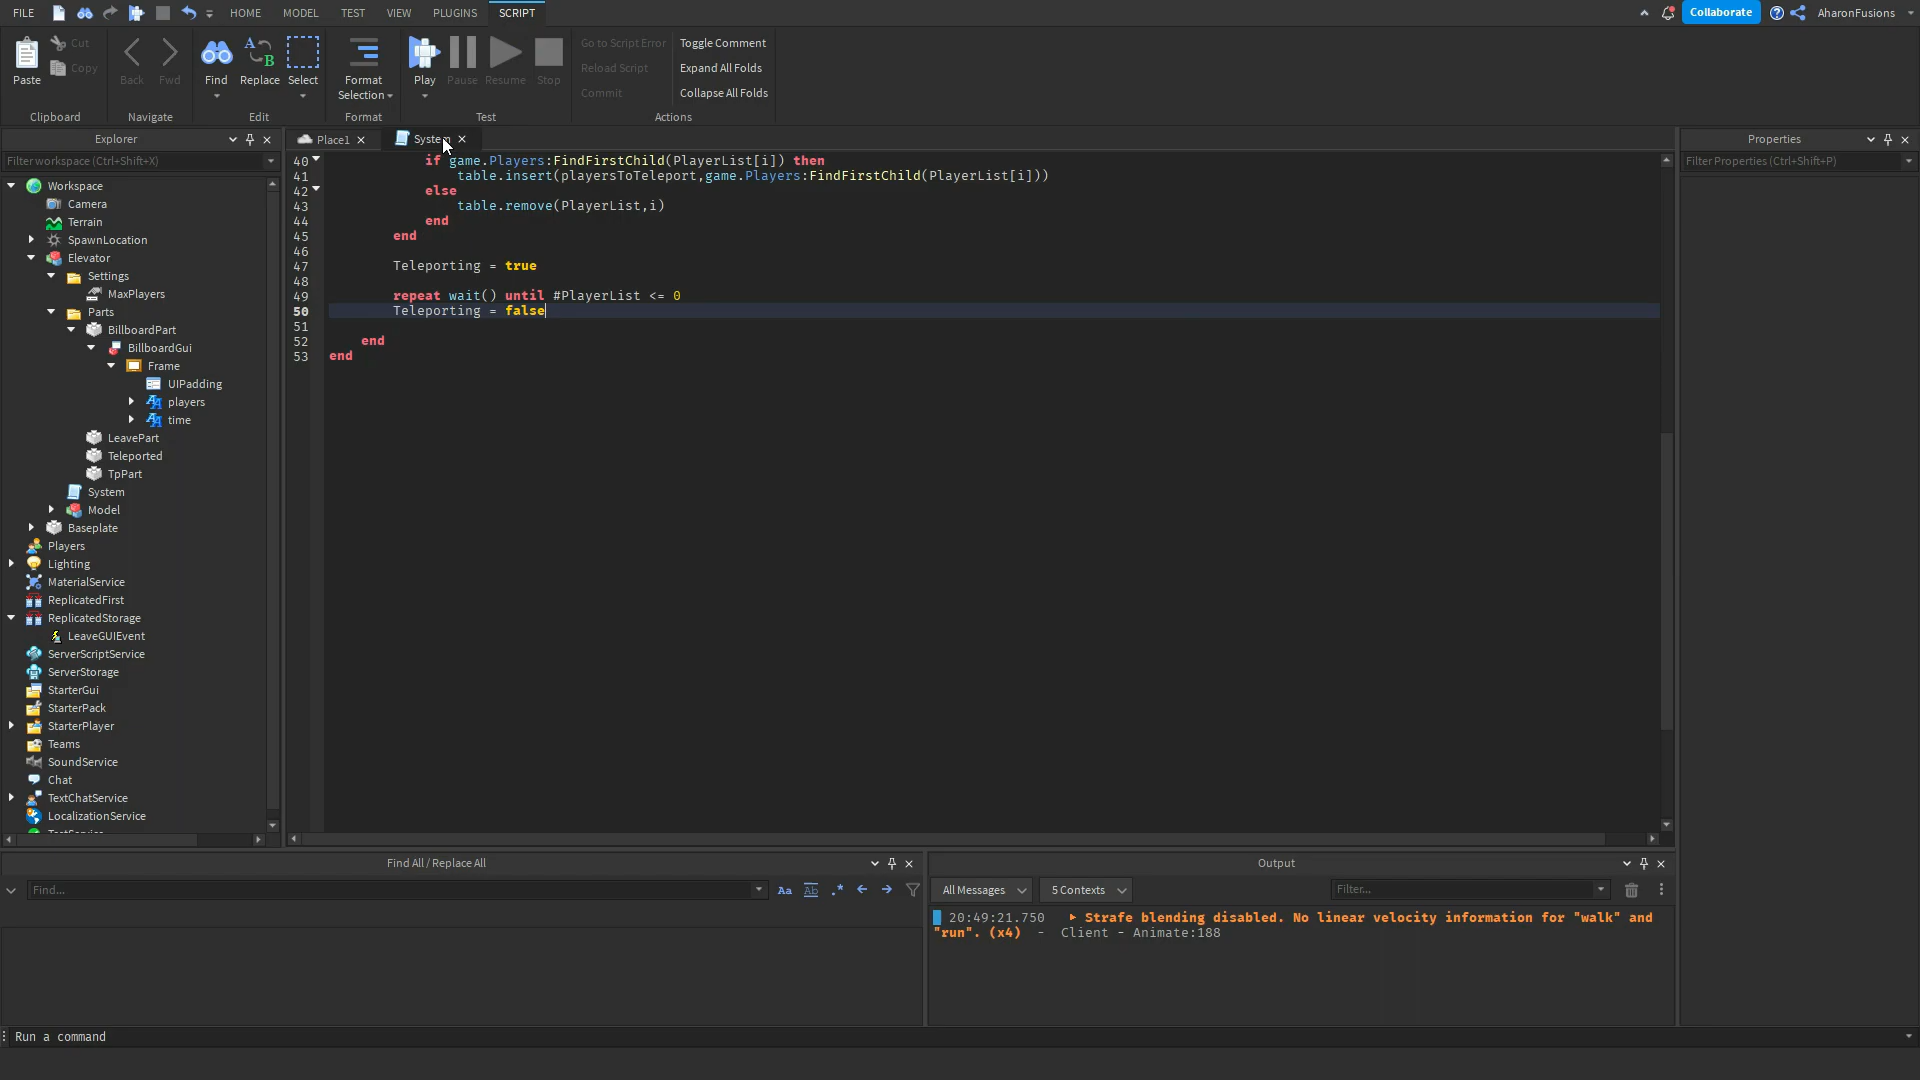 FILE HOME MODEL TEST VIEW PLUGINS SCRIPT Collaborate AharonFusions
Paste Cut Copy Back Fwd Find Replace Select Format Selection Play Pause Resume Stop Go to Script Error Reload Script Commit Toggle Comment Expand All Folds Collapse All Folds
Clipboard Navigate Edit Format Test Actions
Explorer
Filter workspace (Ctrl+Shift+X)
Workspace
Camera
Terrain
SpawnLocation
Elevator
Settings
MaxPlayers
Parts
BillboardPart
BillboardGui
Frame
UIPadding
players
time
LeavePart
Teleported
TpPart
System
Model
Baseplate
Players
Lighting
MaterialService
ReplicatedFirst
ReplicatedStorage
LeaveGUIEvent
ServerScriptService
ServerStorage
StarterGui
StarterPack
StarterPlayer
Teams
SoundService
Chat
TextChatService
LocalizationService
Place1 System
40 if game.Players:FindFirstChild(PlayerList[i]) then
41 table.insert(playersToTeleport,game.Players:FindFirstChild(PlayerList[i]))
42 else
43 table.remove(PlayerList,i)
44 end
45 end
46
47 Teleporting = true
48
49 repeat wait() until #PlayerList <= 0
50 Teleporting = false
51
52 end
53 end
Properties
Filter Properties (Ctrl+Shift+P)
Find All / Replace All
Find... Aa Ab .*
Output
All Messages 5 Contexts Filter...
20:49:21.750 Strafe blending disabled. No linear velocity information for "walk" and
"run". (x4) - Client - Animate:188
Run a command